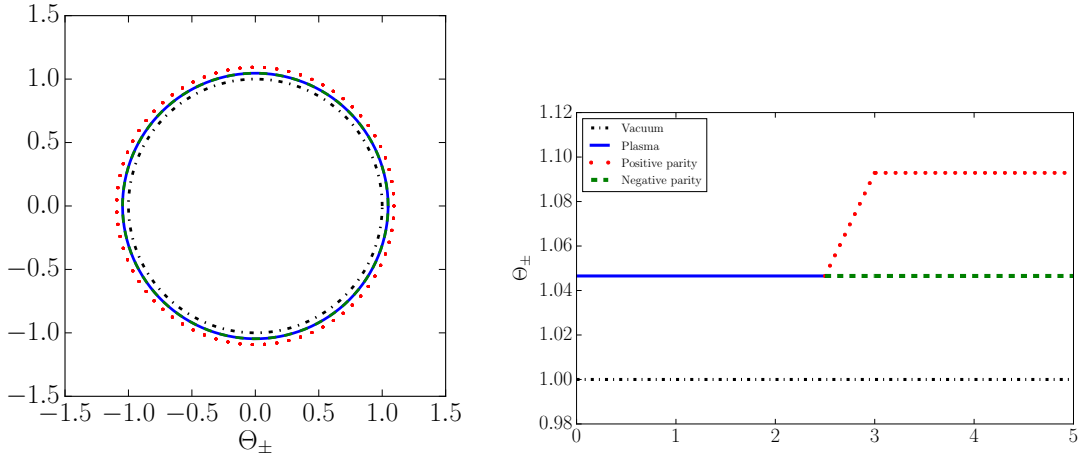 1.5
1.0
0.5
0.0
−0.5
−1.0
−1.5
−1.5 −1.0 −0.5 0.0 0.5 1.0 1.5
Θ±
1.12
1.10
1.08
1.06
1.04
1.02
1.00
0.98
Θ±
Vacuum
Plasma
Positive parity
Negative parity
0 1 2 3 4 5